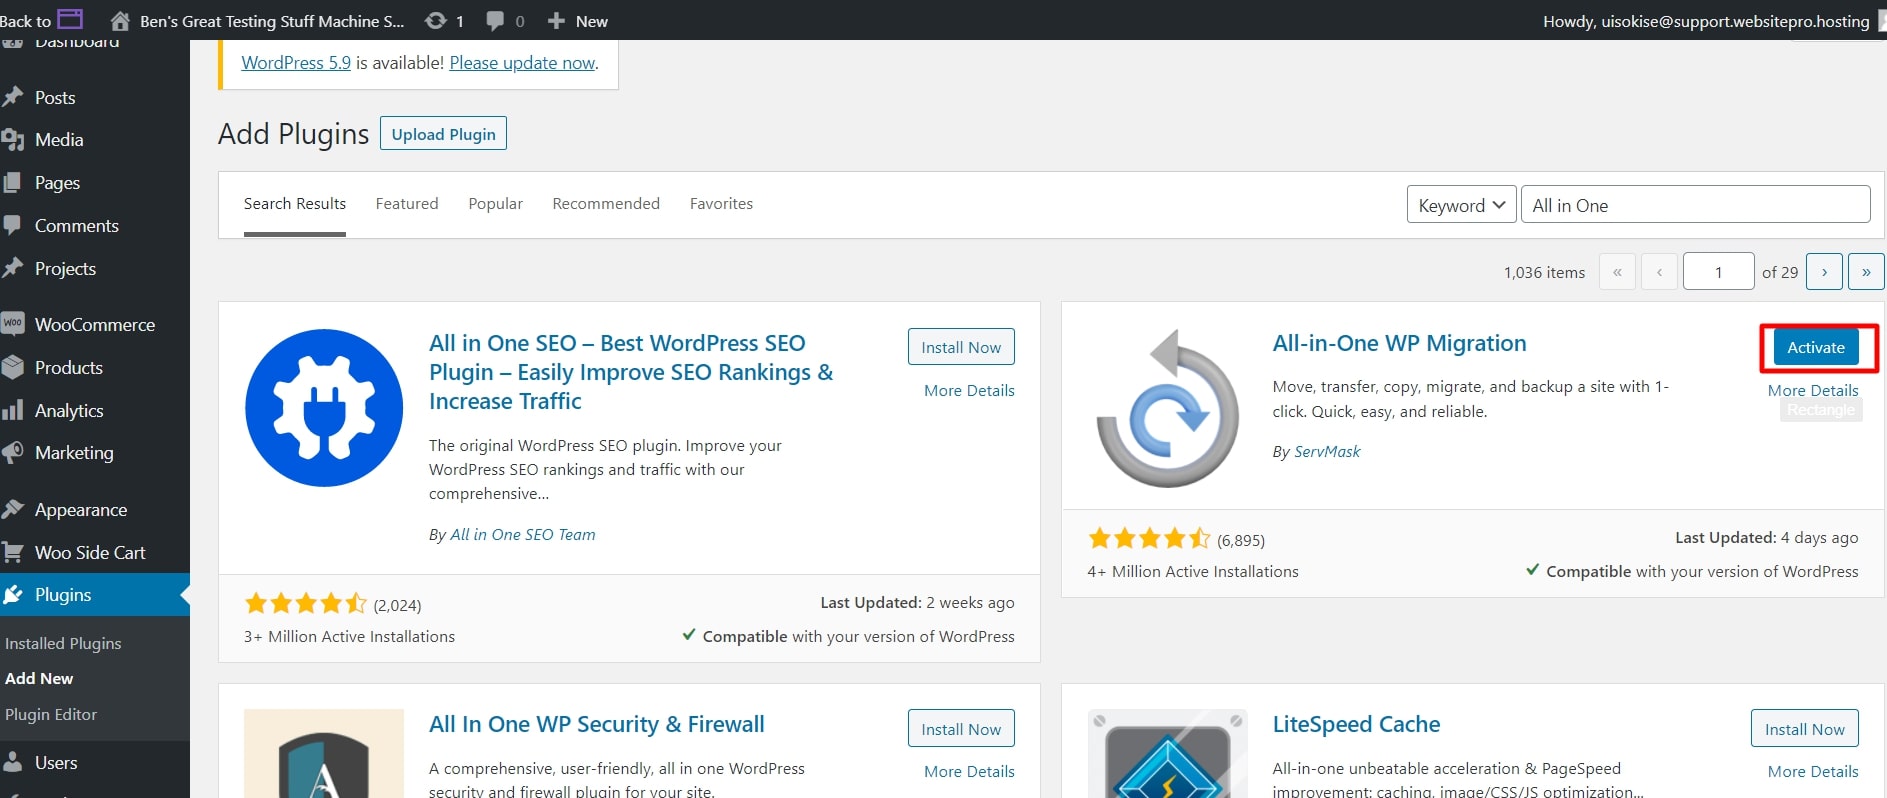 Back to
Ben's Great Testing Stuff Machine S...
1
0
New
Howdy, uisokise@support.websitepro.hosting
Dashboard
Posts
Media
Pages
Comments
Projects
Woo
WooCommerce
Products
Analytics
Marketing
Appearance
Woo Side Cart
Plugins
Installed Plugins
Add New
Plugin Editor
Users
WordPress 5.9 is available! Please update now.
Add Plugins
Upload Plugin
Search Results
Featured
Popular
Recommended
Favorites
Keyword
All in One
1,036 items
«
‹
1
of 29
›
»
All in One SEO – Best WordPress SEO
Plugin – Easily Improve SEO Rankings &
Increase Traffic
Install Now
More Details
The original WordPress SEO plugin. Improve your
WordPress SEO rankings and traffic with our
comprehensive...
By All in One SEO Team
(2,024)
Last Updated: 2 weeks ago
3+ Million Active Installations
Compatible with your version of WordPress
All-in-One WP Migration
Activate
More Details
Rectangle
Move, transfer, copy, migrate, and backup a site with 1-
click. Quick, easy, and reliable.
By ServMask
(6,895)
Last Updated: 4 days ago
4+ Million Active Installations
Compatible with your version of WordPress
A
All In One WP Security & Firewall
Install Now
More Details
A comprehensive, user-friendly, all in one WordPress
security and firewall plugin for your site.
LiteSpeed Cache
Install Now
More Details
All-in-one unbeatable acceleration & PageSpeed
improvement: caching, image/CSS/JS optimization...